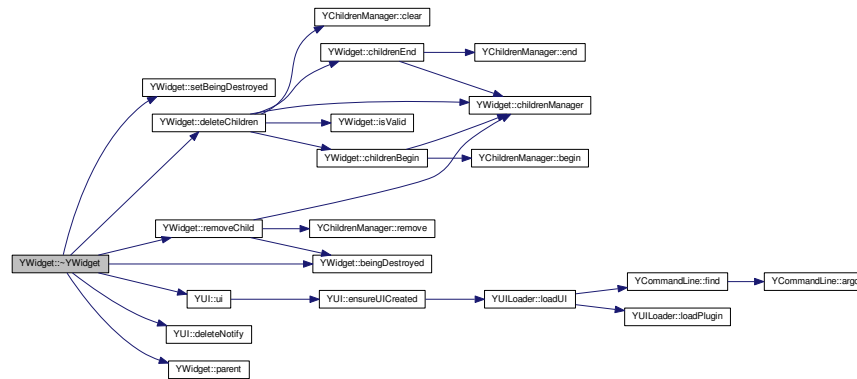 YChildrenManager::clear
YWidget::childrenEnd
YChildrenManager::end
YWidget::setBeingDestroyed
YWidget::childrenManager
YWidget::deleteChildren
YWidget::isValid
YWidget::childrenBegin
YChildrenManager::begin
YWidget::removeChild
YChildrenManager::remove
YWidget::~YWidget
YWidget::beingDestroyed
YCommandLine::find
YCommandLine::argc
YUI::ui
YUI::ensureUICreated
YUILoader::loadUI
YUILoader::loadPlugin
YUI::deleteNotify
YWidget::parent